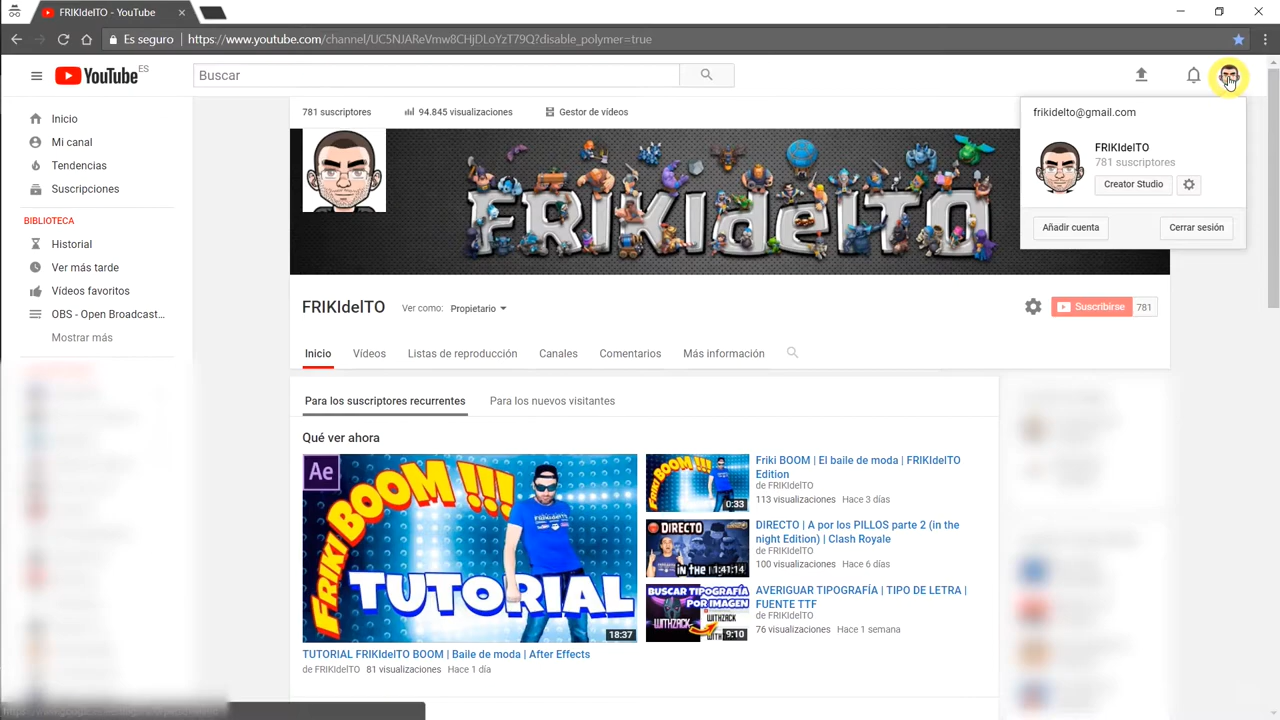 FRIKIdelTO - YouTube
Es seguro
https://www.youtube.com/channel/UC5NJAReVmw8CHjDLoYzT79Q?disable_polymer=true
YouTube ES
Buscar
Inicio
Mi canal
Tendencias
Suscripciones
BIBLIOTECA
Historial
Ver más tarde
Vídeos favoritos
OBS - Open Broadcast...
Mostrar más
781 suscriptores
94.845 visualizaciones
Gestor de vídeos
FRIKIdelTO
frikidelto@gmail.com
FRIKIdelTO
781 suscriptores
Creator Studio
Añadir cuenta
Cerrar sesión
FRIKIdelTO
Ver como: Propietario
Suscribirse 781
Inicio
Vídeos
Listas de reproducción
Canales
Comentarios
Más información
Para los suscriptores recurrentes
Para los nuevos visitantes
Qué ver ahora
Ae
FRIKI BOOM!!!
TUTORIAL
18:37
TUTORIAL FRIKIdelTO BOOM | Baile de moda | After Effects
de FRIKIdelTO 81 visualizaciones Hace 1 día
FRIKI BOOM!!!
0:33
Friki BOOM | El baile de moda | FRIKIdelTO
Edition
de FRIKIdelTO
113 visualizaciones Hace 3 días
DIRECTO
1:41:14
DIRECTO | A por los PILLOS parte 2 (in the
night Edition) | Clash Royale
de FRIKIdelTO
100 visualizaciones Hace 6 días
BUSCAR TIPOGRAFÍA
POR IMAGEN
WITHZACK
9:10
AVERIGUAR TIPOGRAFÍA | TIPO DE LETRA |
FUENTE TTF
de FRIKIdelTO
76 visualizaciones Hace 1 semana